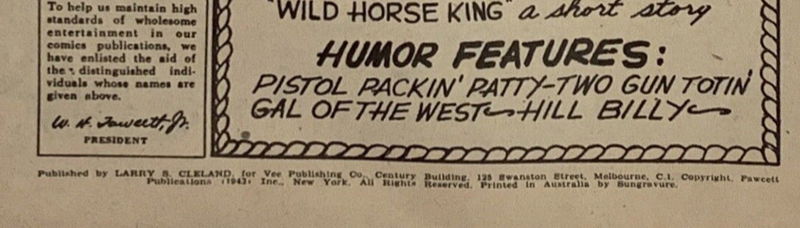 To help us maintain high
standards of wholesome
entertainment in our
comics publications, we
have enlisted the aid of
the distinguished indi-
viduals whose names are
given above.
W. H. Fawcett, Jr.
PRESIDENT
"WILD HORSE KING" a short story
HUMOR FEATURES:
PISTOL PACKIN' PATTY-TWO GUN TOTIN'
GAL OF THE WEST~HILL BILLY~
Published by LARRY S. CLELAND, for Vee Publishing Co., Century Building, 125 Swanston Street, Melbourne, C.1. Copyright, Fawcett
Publications (1943) Inc., New York. All Rights Reserved. Printed in Australia by Sungravure.